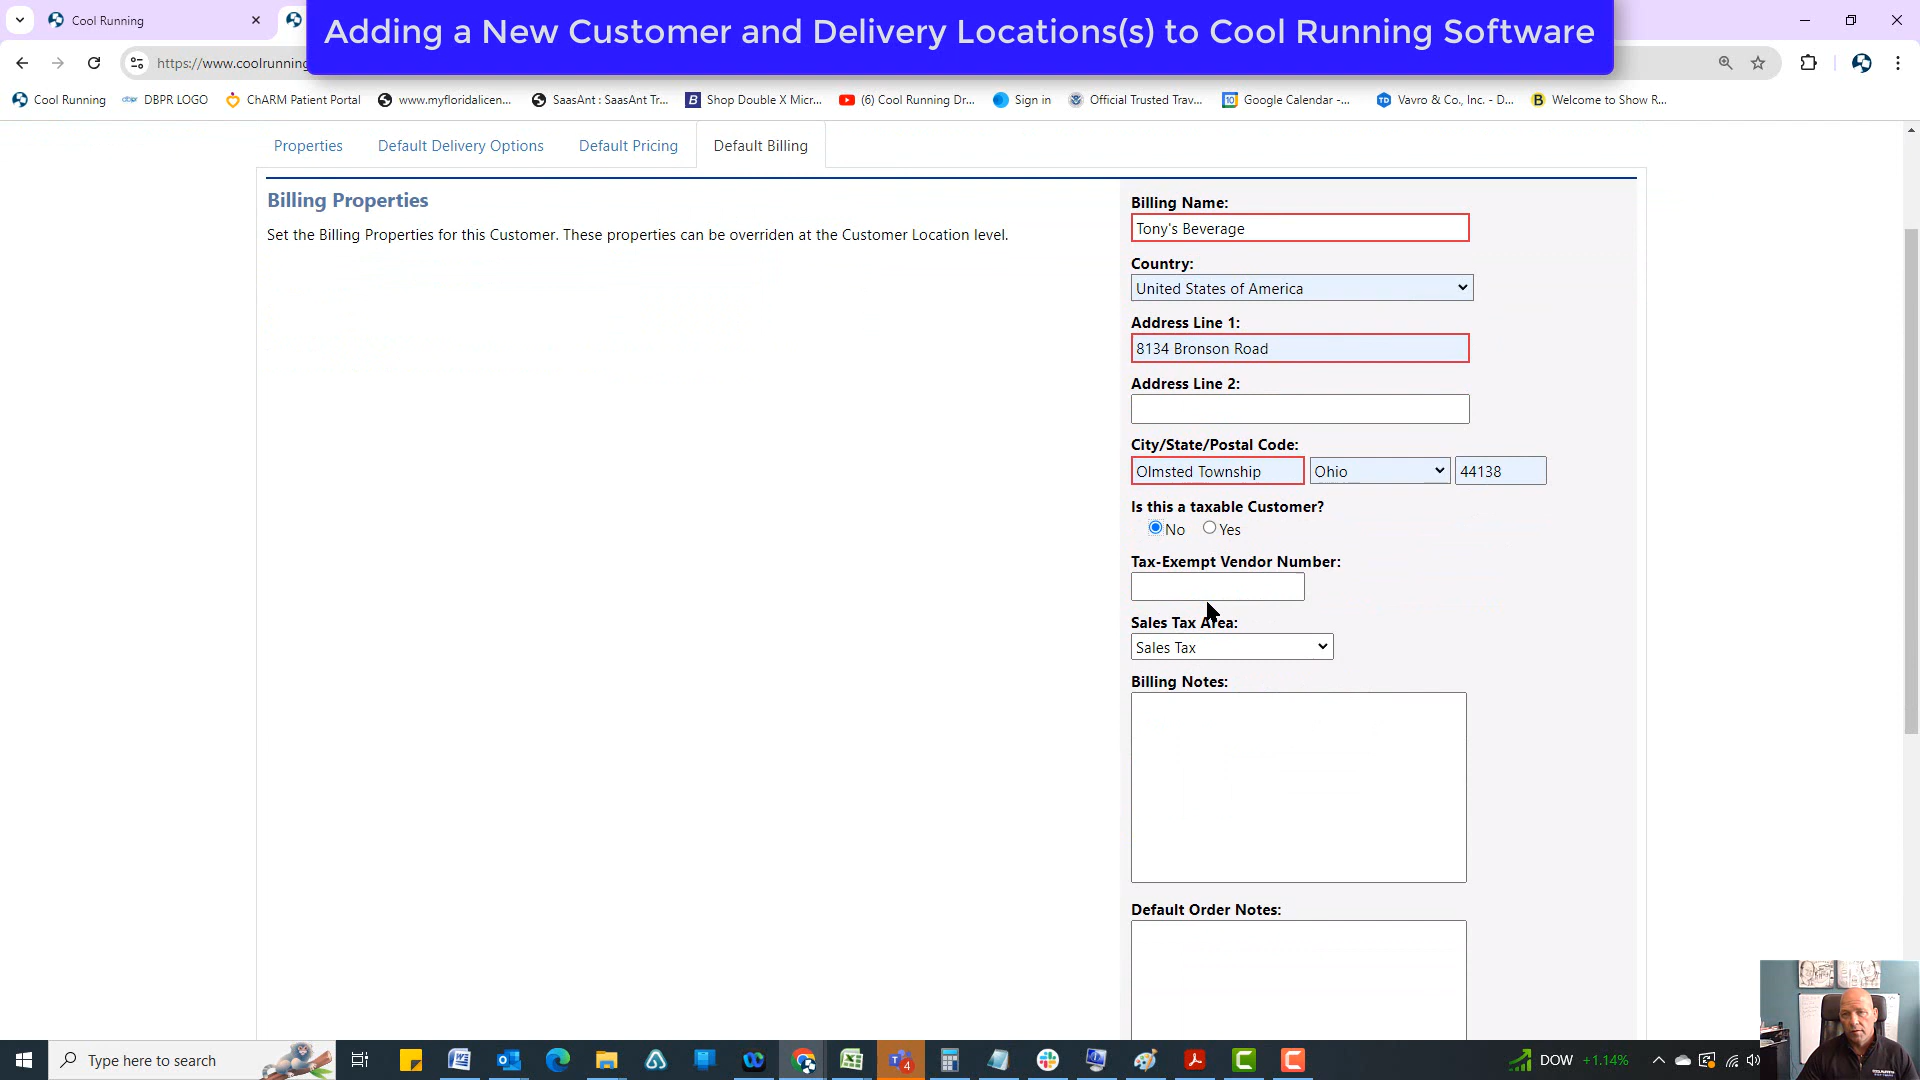 Cool Running
Adding a New Customer and Delivery Locations(s) to Cool Running Software
https://www.coolrunning
Cool Running
DBPR LOGO
ChARM Patient Portal
www.myfloridalicen...
SaasAnt : SaasAnt Tr...
Shop Double X Micr...
(6) Cool Running Dr...
Sign in
Official Trusted Trav...
Google Calendar -...
Vavro & Co., Inc. - D...
Welcome to Show R...
Properties
Default Delivery Options
Default Pricing
Default Billing
Billing Properties
Set the Billing Properties for this Customer. These properties can be overriden at the Customer Location level.
Billing Name:
Tony's Beverage
Country:
United States of America
Address Line 1:
8134 Bronson Road
Address Line 2:
City/State/Postal Code:
Olmsted Township
Ohio
44138
Is this a taxable Customer?
No Yes
Tax-Exempt Vendor Number:
Sales Tax Area:
Sales Tax
Billing Notes:
Default Order Notes:
Type here to search
4
DOW +1.14%